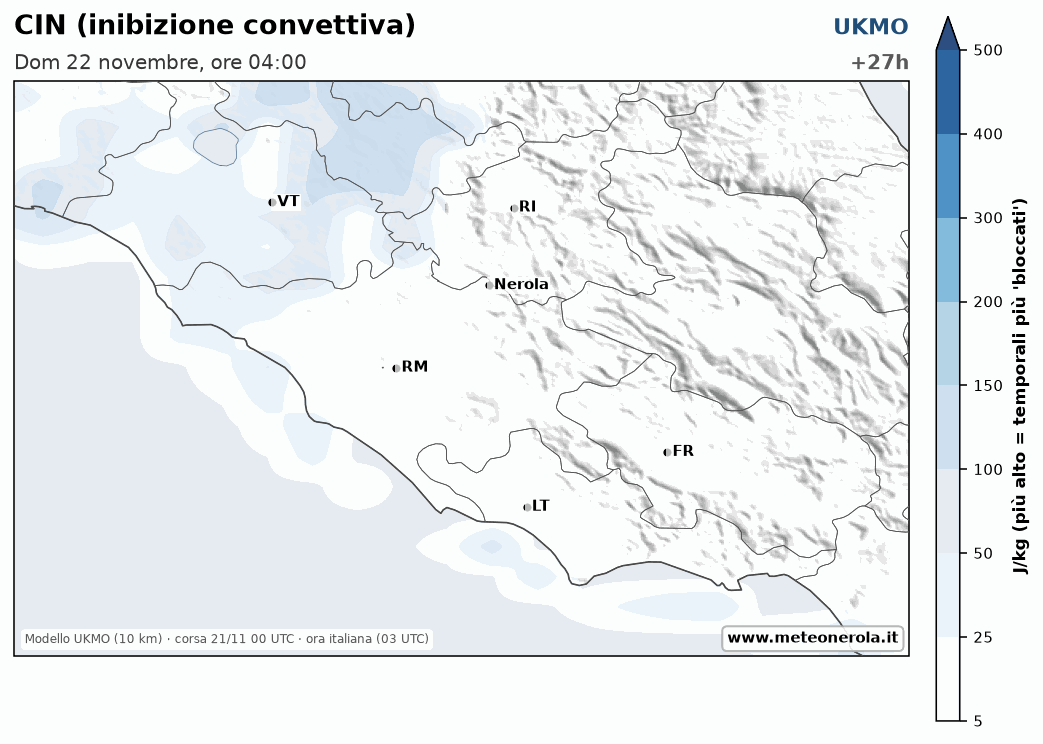 CIN (inibizione convettiva)
UKMO
Dom 22 novembre, ore 04:00
+27h
500
400
300
200
150
100
50
25
5
J/kg (più alto = temporali più 'bloccati')
VT
RI
Nerola
RM
FR
LT
Modello UKMO (10 km) · corsa 21/11 00 UTC · ora italiana (03 UTC)
www.meteonerola.it